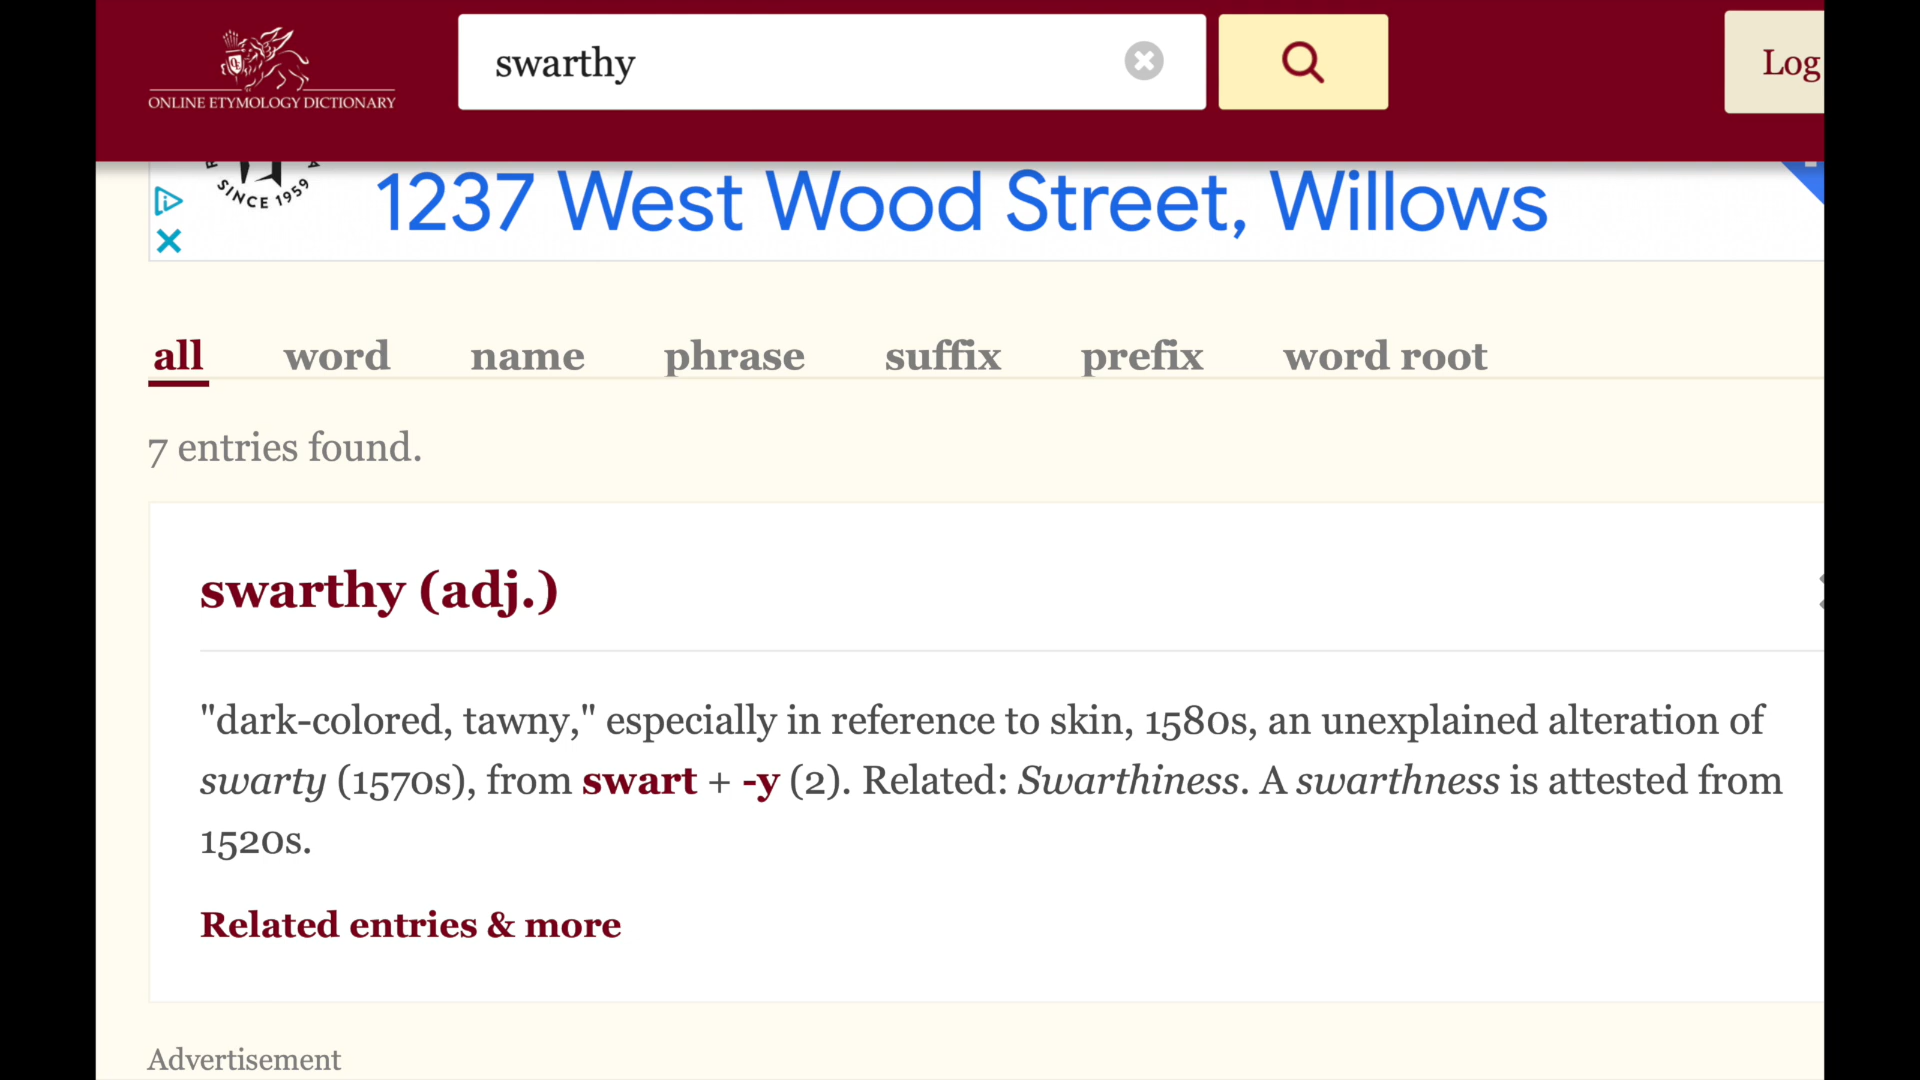 swarthy
Log
ONLINE ETYMOLOGY DICTIONARY
SINCE 1959
1237 West Wood Street, Willows
all word name phrase suffix prefix word root
7 entries found.
swarthy (adj.)
"dark-colored, tawny," especially in reference to skin, 1580s, an unexplained alteration of
swarty (1570s), from swart + -y (2). Related: Swarthiness. A swarthness is attested from
1520s.
Related entries & more
Advertisement